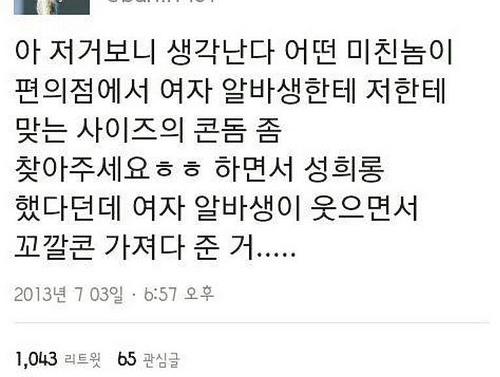 아 저거보니 생각난다 어떤 미친놈이
편의점에서 여자 알바생한테 저한테
맞는 사이즈의 콘돔 좀
찾아주세요ㅎㅎ 하면서 성희롱
했다던데 여자 알바생이 웃으면서
꼬깔콘 가져다 준 거.....
2013년 7 03일 · 6:57 오후
1,043 리트윗 65 관심글